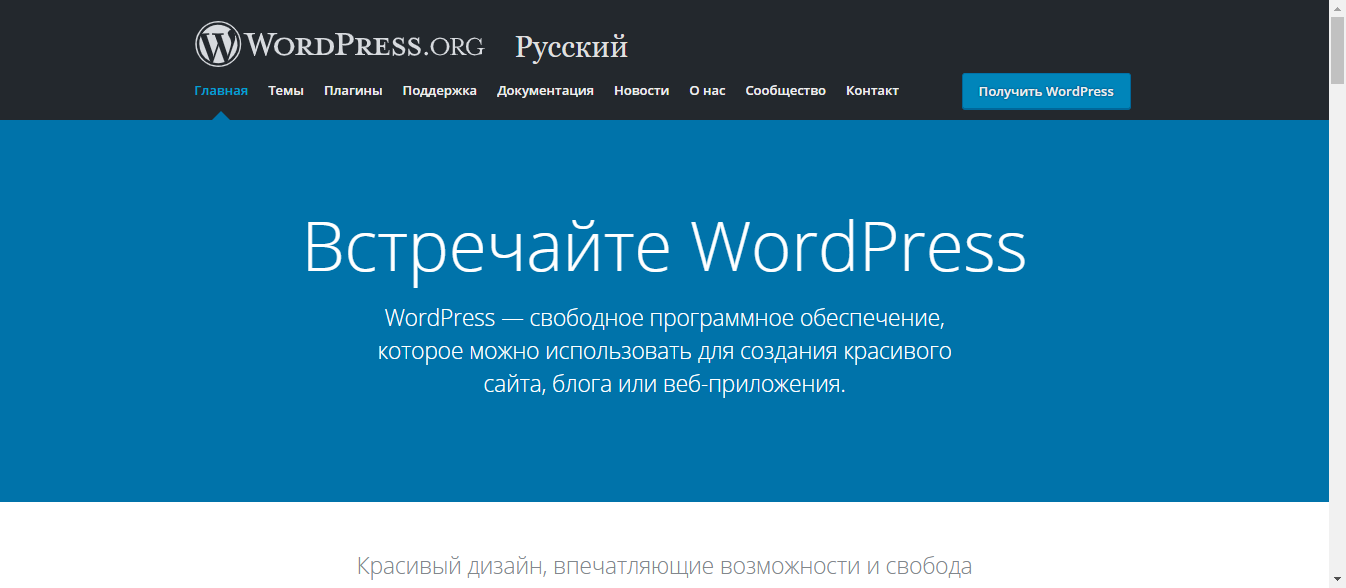 WORDPRESS.ORG Русский
Главная Темы Плагины Поддержка Документация Новости О нас Сообщество Контакт Получить WordPress
Встречайте WordPress
WordPress — свободное программное обеспечение,
которое можно использовать для создания красивого
сайта, блога или веб-приложения.
Красивый дизайн, впечатляющие возможности и свобода